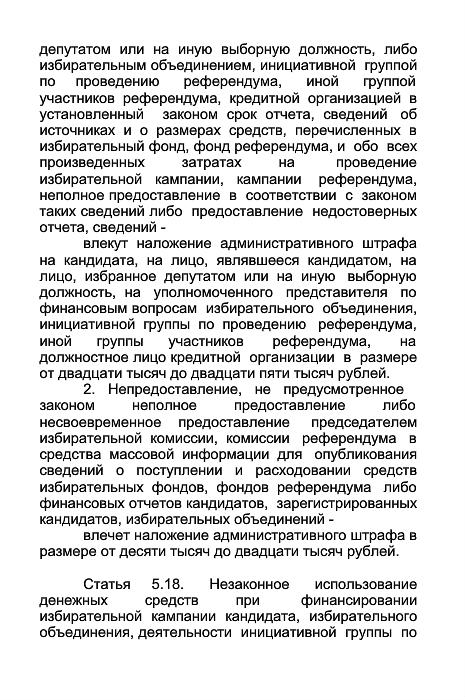 депутатом или на иную выборную должность, либо
избирательным объединением, инициативной группой
по проведению референдума, иной группой
участников референдума, кредитной организацией в
установленный законом срок отчета, сведений об
источниках и о размерах средств, перечисленных в
избирательный фонд, фонд референдума, и обо всех
произведенных затратах на проведение
избирательной кампании, кампании референдума,
неполное предоставление в соответствии с законом
таких сведений либо предоставление недостоверных
отчета, сведений -
влекут наложение административного штрафа
на кандидата, на лицо, являвшееся кандидатом, на
лицо, избранное депутатом или на иную выборную
должность, на уполномоченного представителя по
финансовым вопросам избирательного объединения,
инициативной группы по проведению референдума,
иной группы участников референдума, на
должностное лицо кредитной организации в размере
от двадцати тысяч до двадцати пяти тысяч рублей.
2. Непредоставление, не предусмотренное
законом неполное предоставление либо
несвоевременное предоставление председателем
избирательной комиссии, комиссии референдума в
средства массовой информации для опубликования
сведений о поступлении и расходовании средств
избирательных фондов, фондов референдума либо
финансовых отчетов кандидатов, зарегистрированных
кандидатов, избирательных объединений -
влечет наложение административного штрафа в
размере от десяти тысяч до двадцати тысяч рублей.
Статья 5.18. Незаконное использование
денежных средств при финансировании
избирательной кампании кандидата, избирательного
объединения, деятельности инициативной группы по